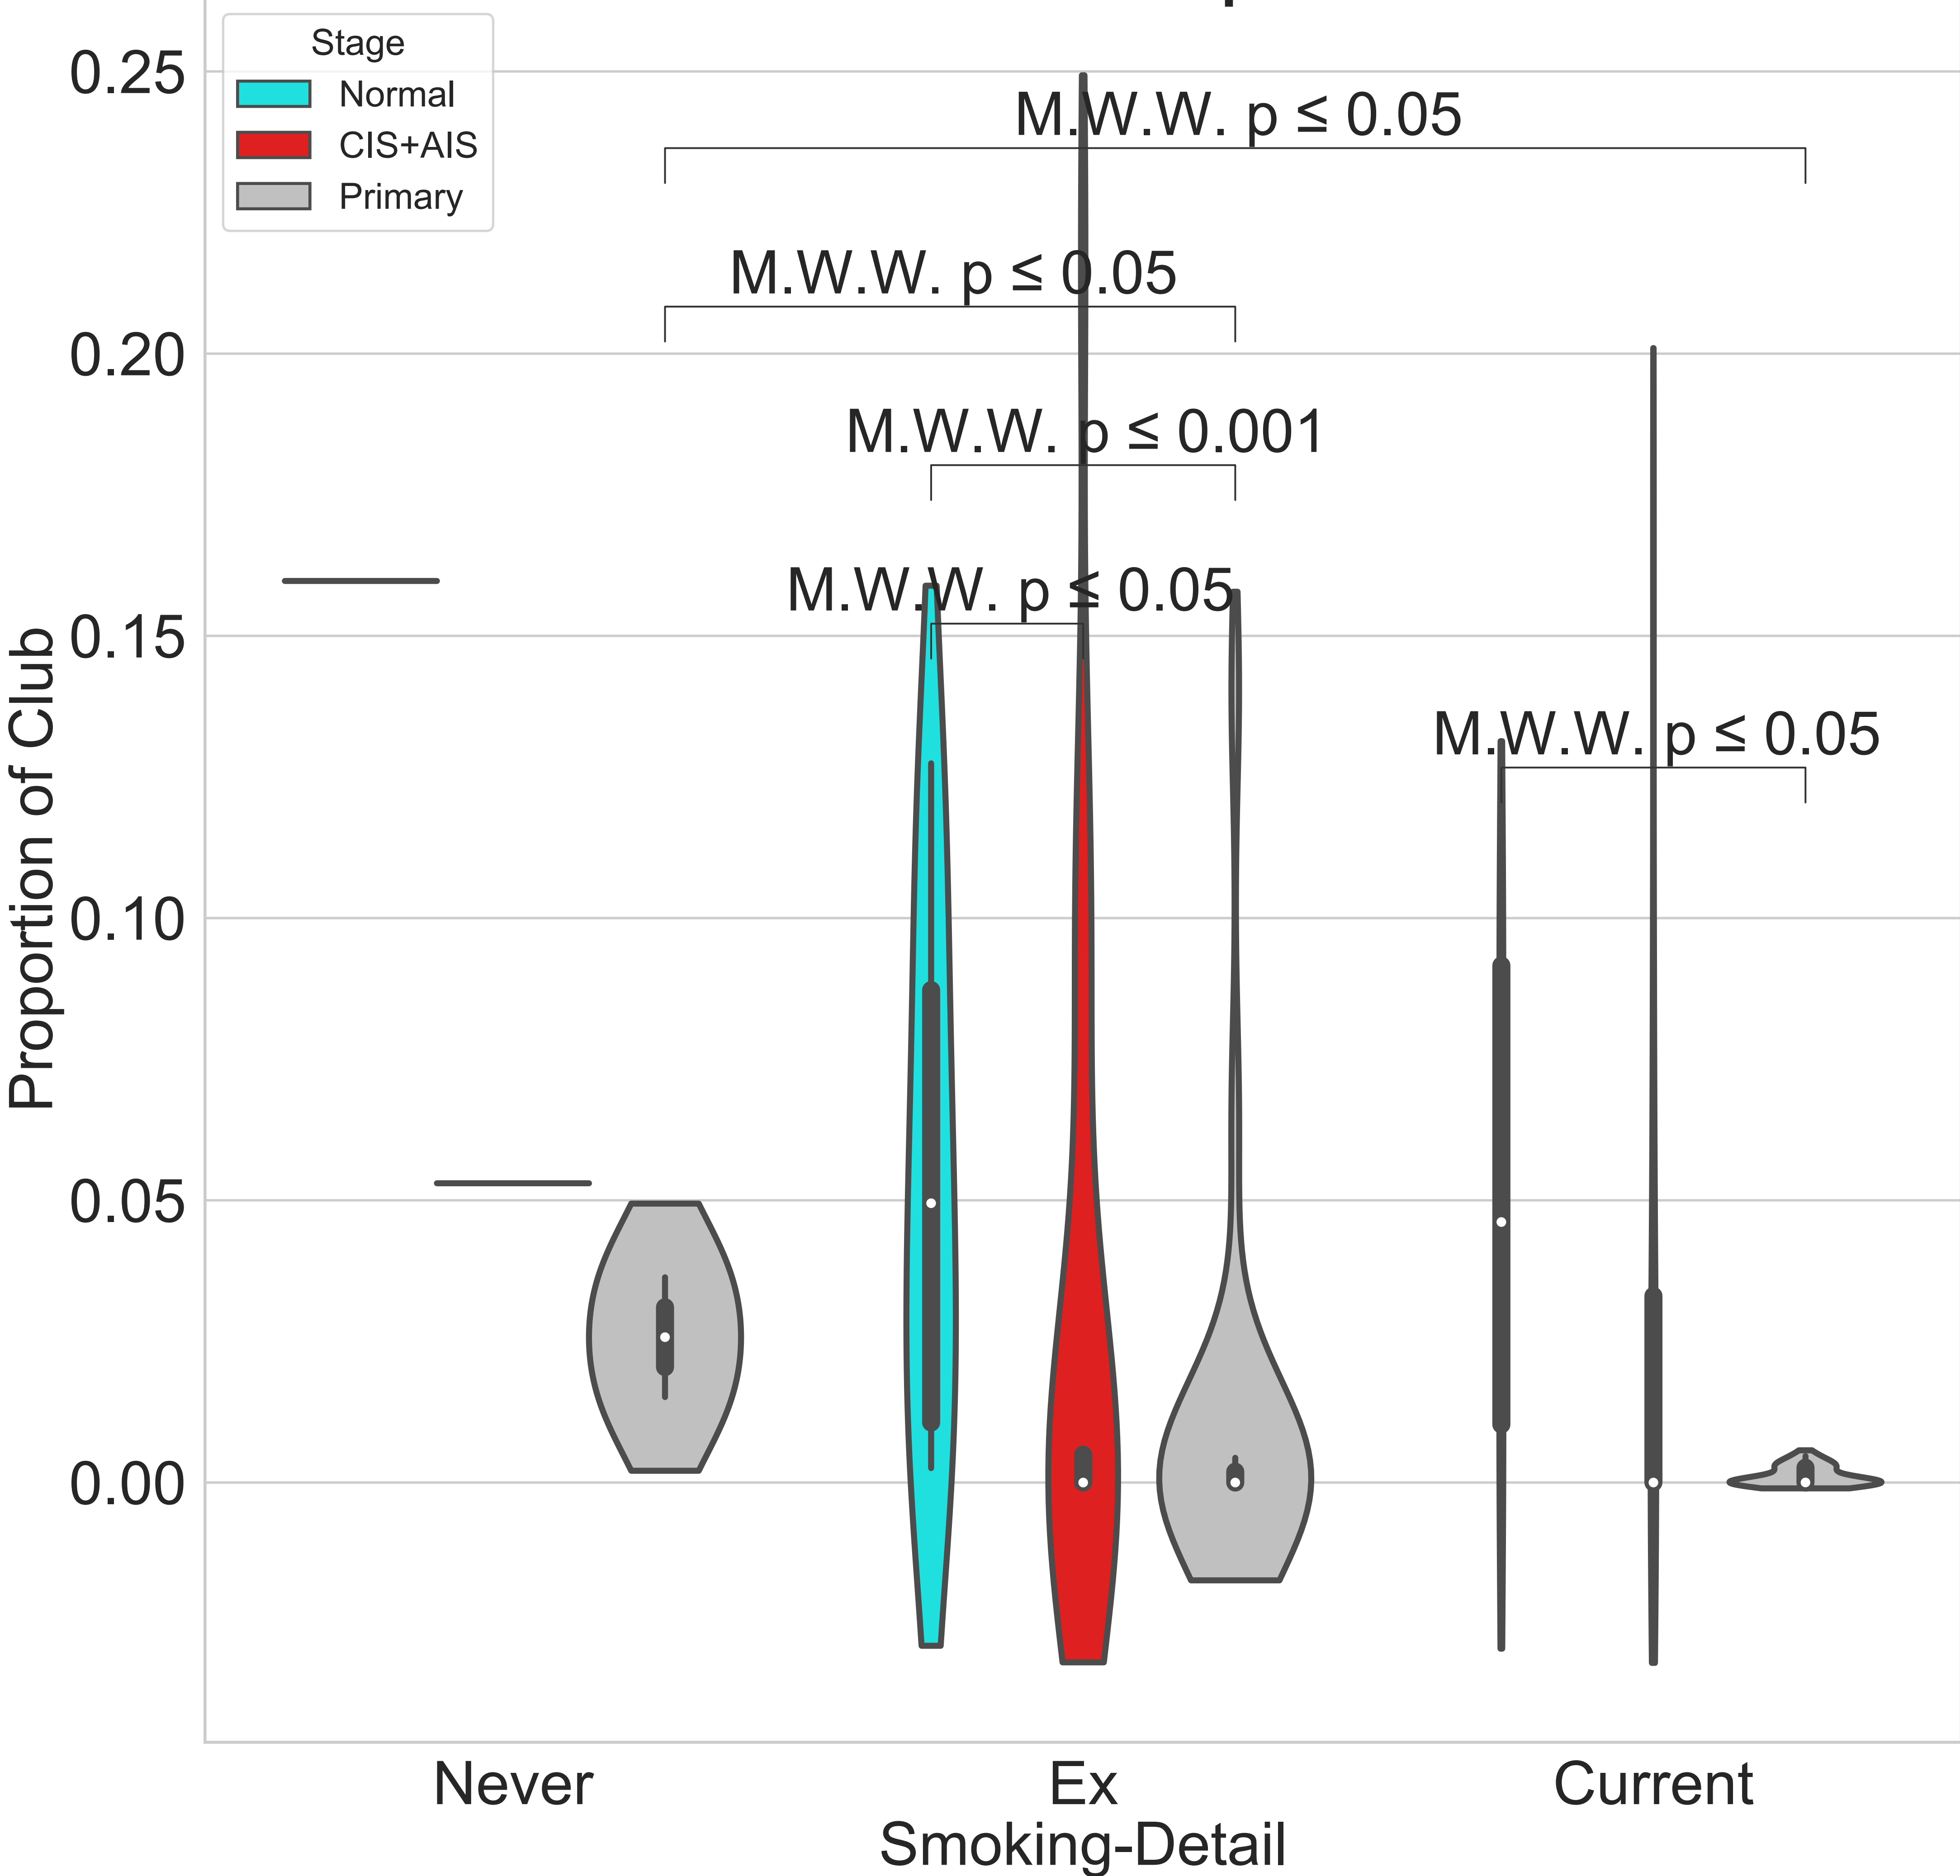 Stage
Normal
CIS+AIS
Primary
0.25
0.20
0.15
0.10
0.05
0.00
Proportion of Club
M.W.W. p ≤ 0.05
M.W.W. p ≤ 0.05
M.W.W. p ≤ 0.001
M.W.W. p ≤ 0.05
M.W.W. p ≤ 0.05
Never Ex Current
Smoking-Detail